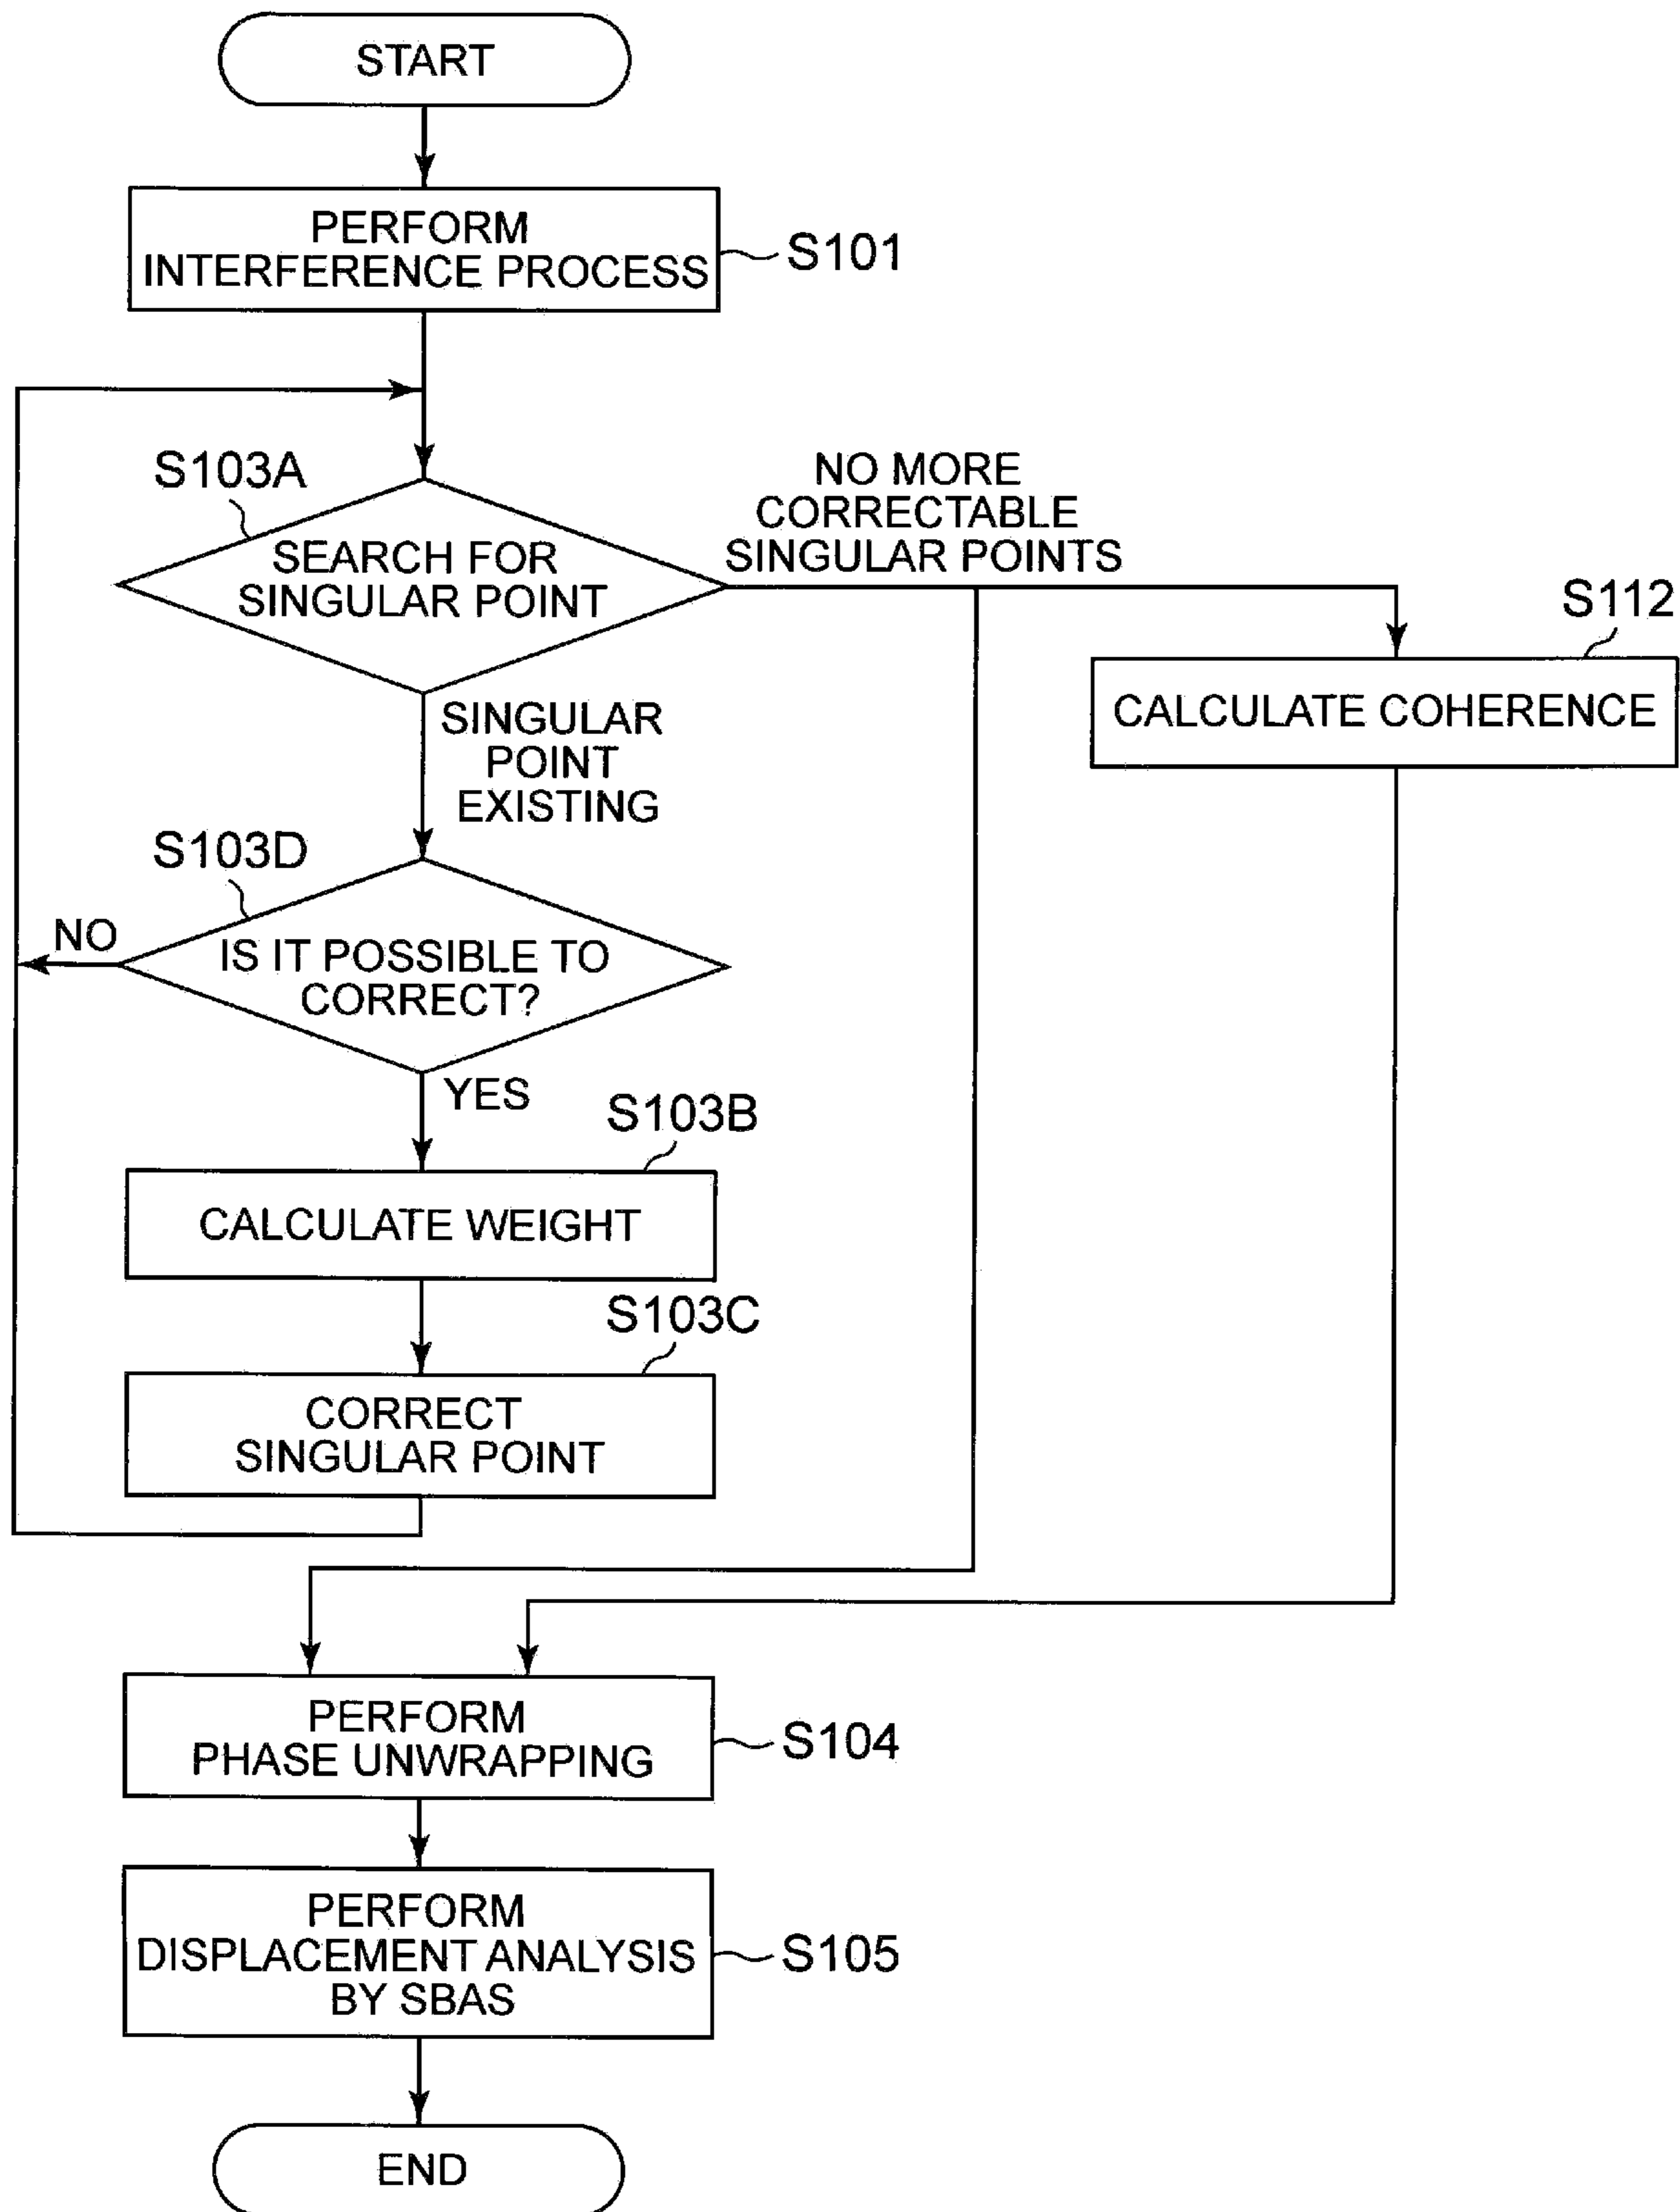 START
PERFORM
INTERFERENCE PROCESS
S101
S103A
SEARCH FOR
SINGULAR POINT
NO MORE
CORRECTABLE
SINGULAR POINTS
S112
CALCULATE COHERENCE
SINGULAR
POINT
EXISTING
S103D
NO
IS IT POSSIBLE TO
CORRECT?
YES
S103B
CALCULATE WEIGHT
S103C
CORRECT
SINGULAR POINT
PERFORM
PHASE UNWRAPPING
S104
PERFORM
DISPLACEMENT ANALYSIS
BY SBAS
S105
END